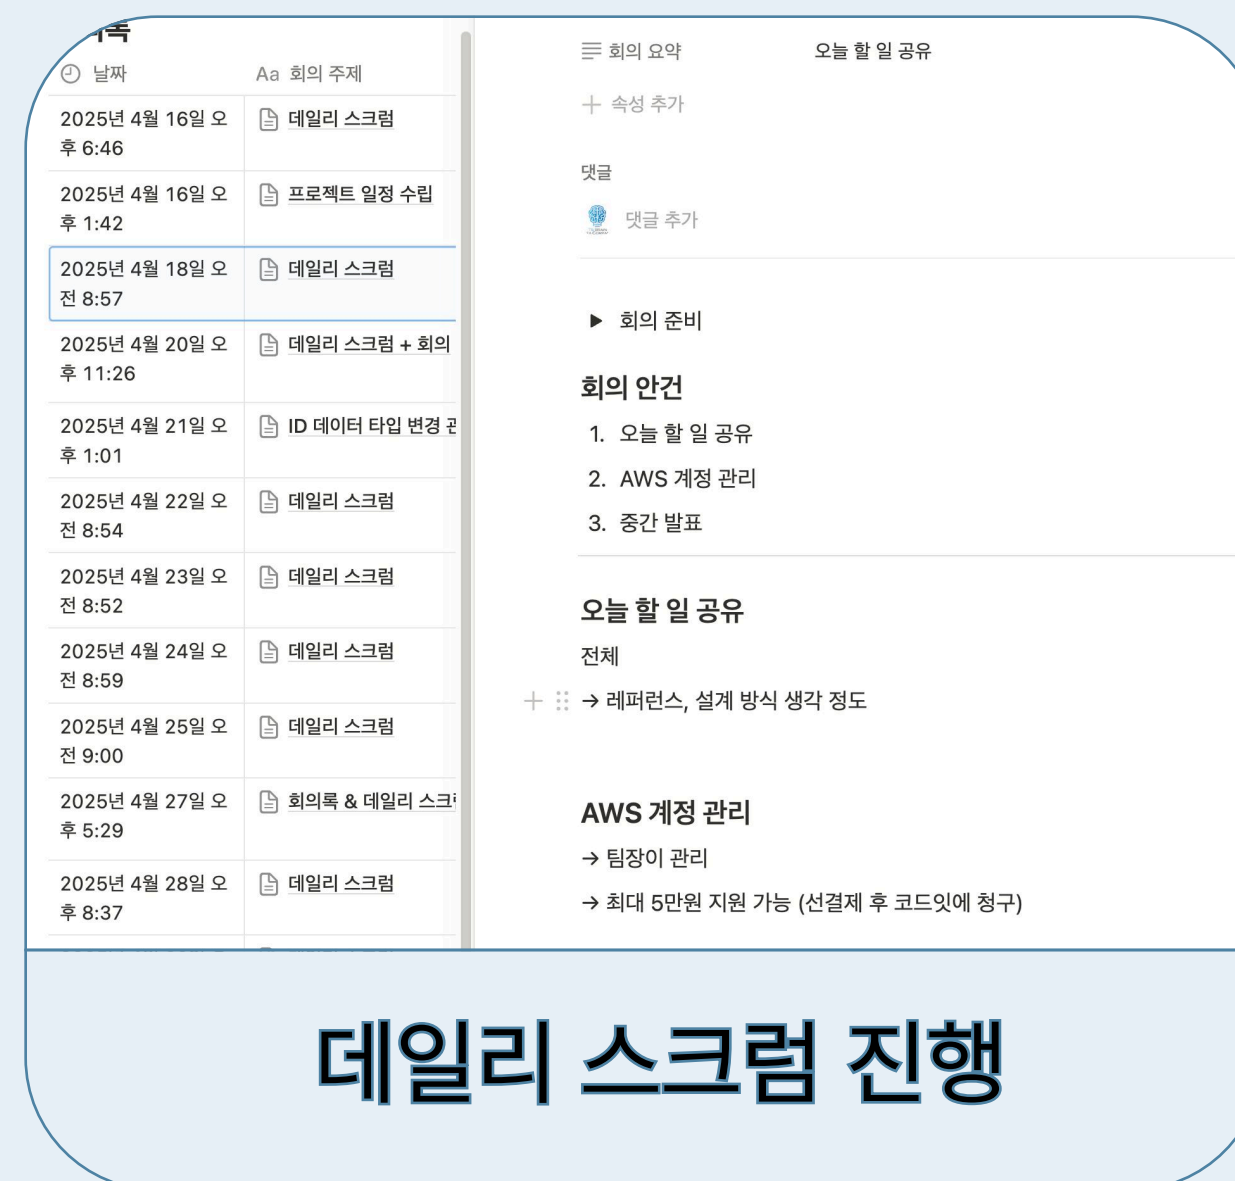 날짜
Aa 회의 주제
2025년 4월 16일 오
후 6:46
데일리 스크럼
2025년 4월 16일 오
후 1:42
프로젝트 일정 수립
2025년 4월 18일 오
전 8:57
데일리 스크럼
2025년 4월 20일 오
후 11:26
데일리 스크럼 + 회의
2025년 4월 21일 오
후 1:01
ID 데이터 타입 변경
2025년 4월 22일 오
전 8:54
데일리 스크럼
2025년 4월 23일 오
전 8:52
데일리 스크럼
2025년 4월 24일 오
전 8:59
데일리 스크럼
2025년 4월 25일 오
전 9:00
데일리 스크럼
2025년 4월 27일 오
후 5:29
회의록 & 데일리
2025년 4월 28일 오
후 8:37
데일리 스크럼
회의 요약
오늘 할 일 공유
속성 추가
댓글
댓글 추가
회의 준비
회의 안건
1. 오늘 할 일 공유
2. AWS 계정 관리
3. 중간 발표
오늘 할 일 공유
전체
→ 레퍼런스, 설계 방식 생각 정도
AWS 계정 관리
→ 팀장이 관리
→ 최대 5만원 지원 가능 (선결제 후 코드잇에 청구)
데일리 스크럼 진행